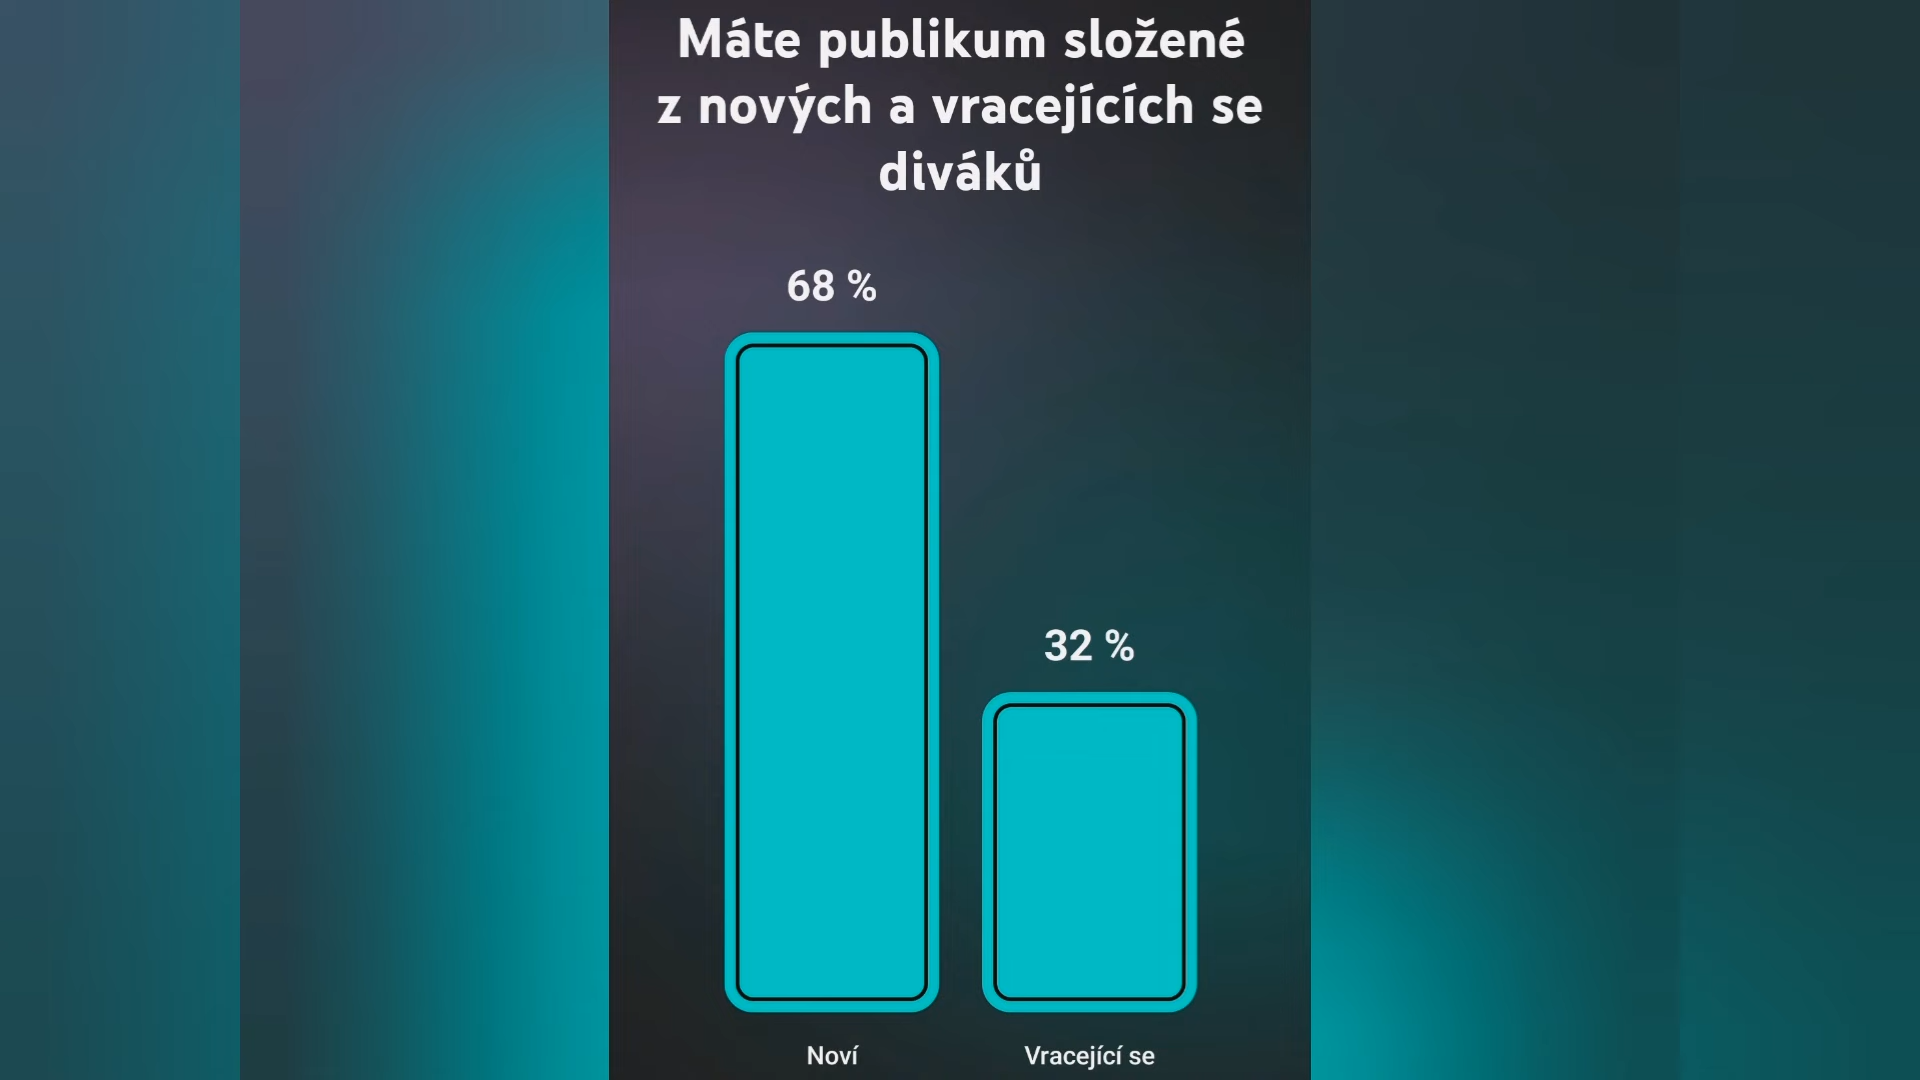 Máte publikum složené
z nových a vracejících se
diváků
68 %
32 %
Noví
Vracející se